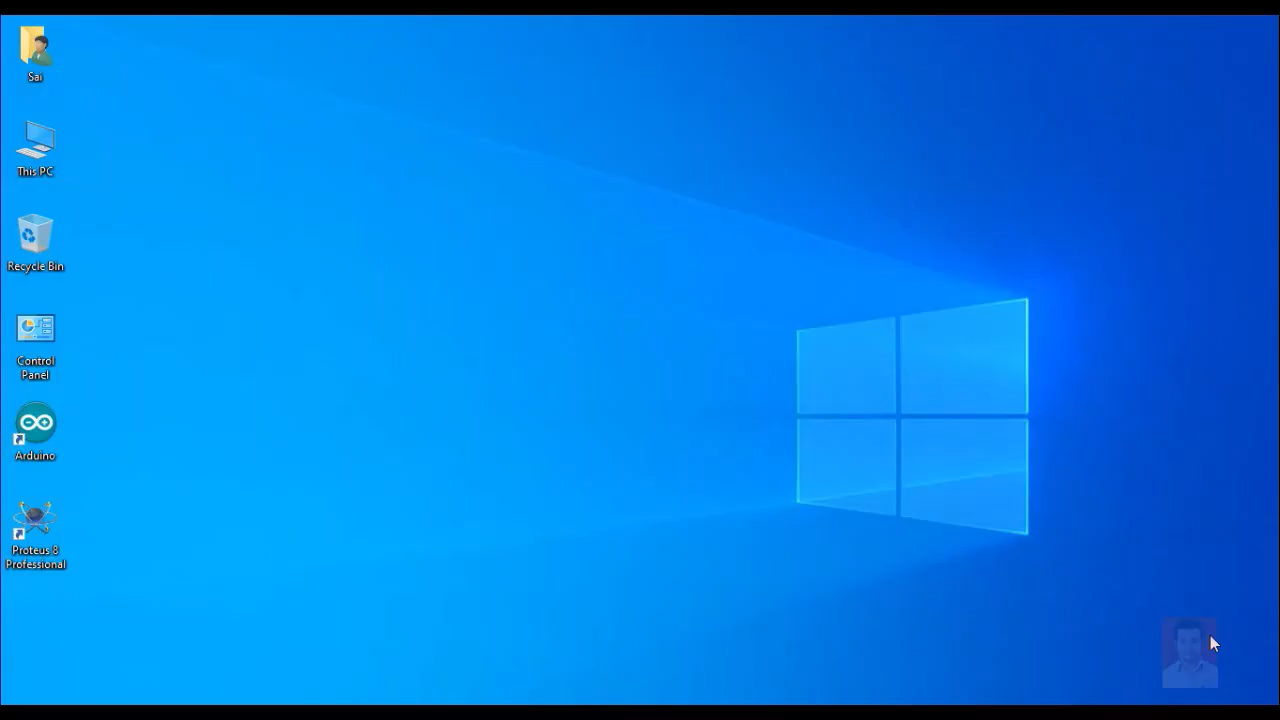 Sai
This PC
Recycle Bin
Control
Panel
Arduino
Proteus 8
Professional